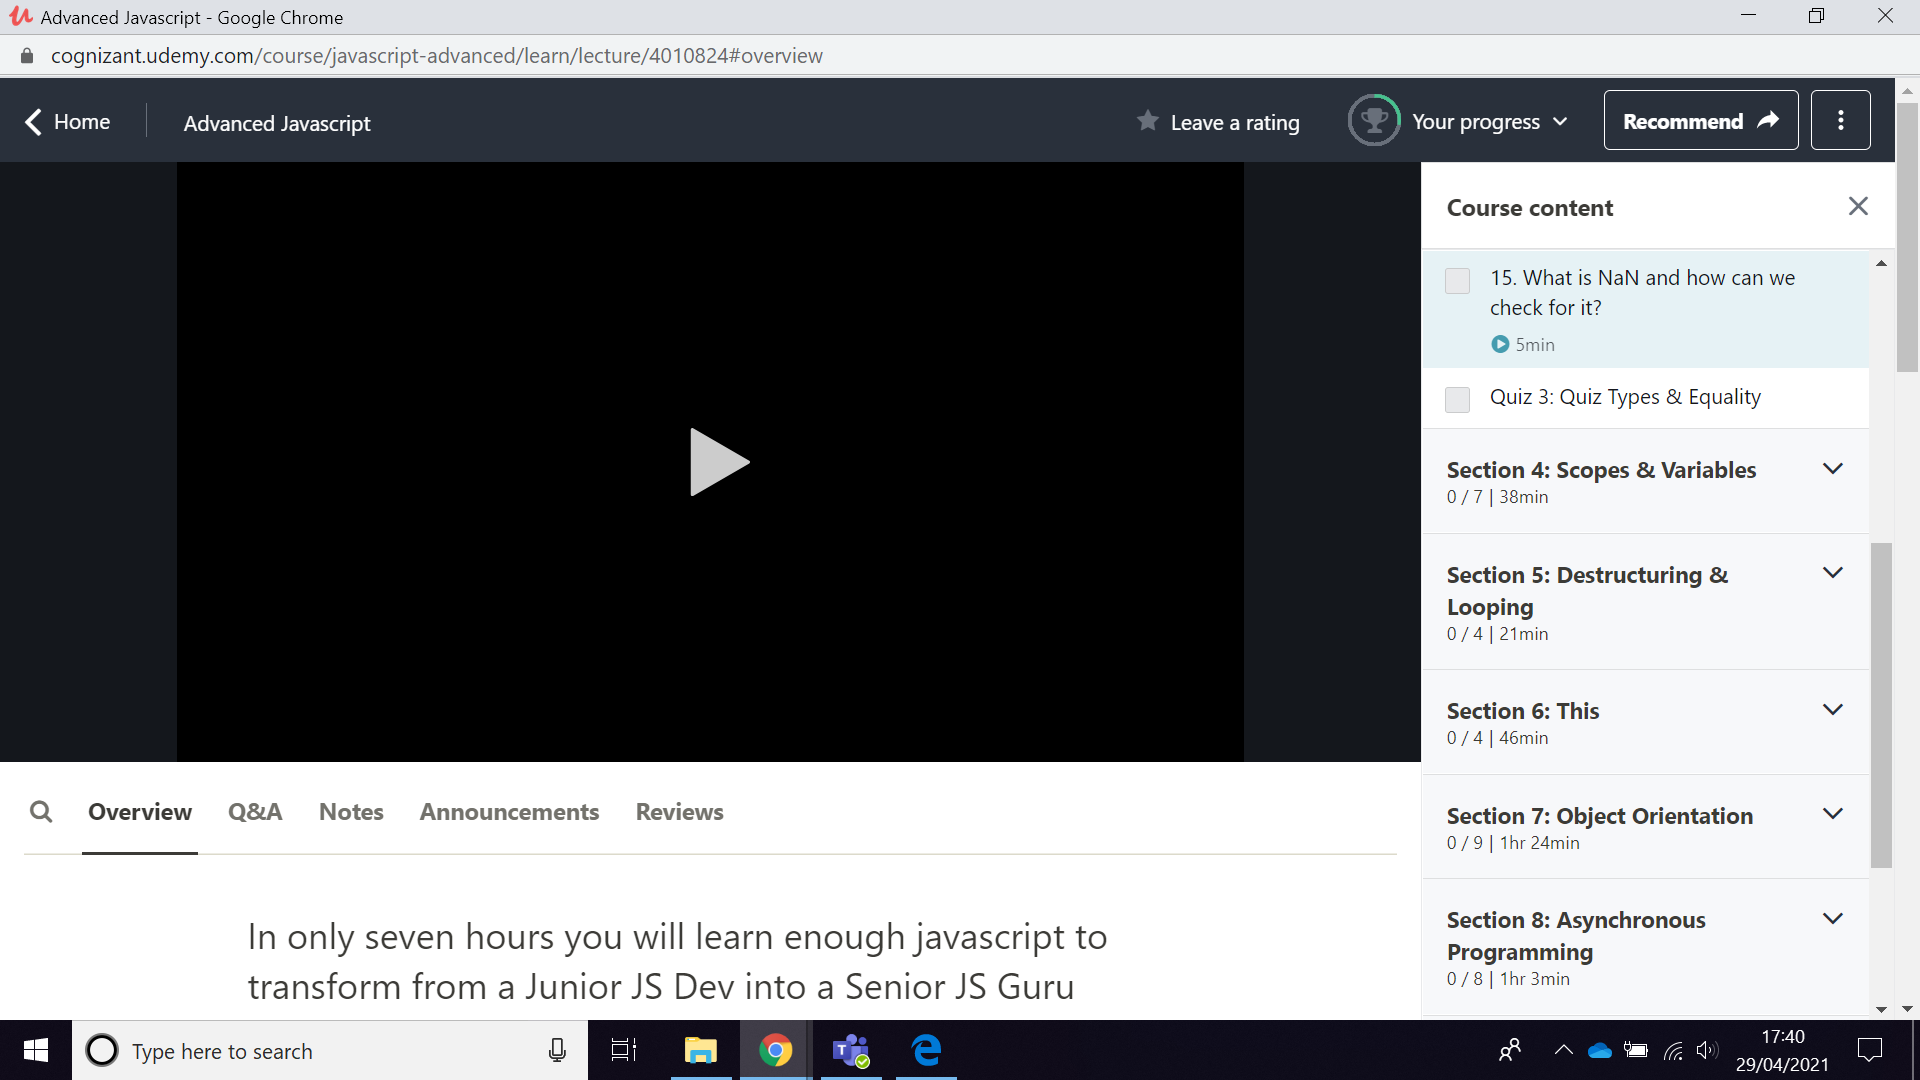 Advanced Javascript - Google Chrome
cognizant.udemy.com/course/javascript-advanced/learn/lecture/4010824#overview
Home
Advanced Javascript
Leave a rating
Your progress
Recommend
Course content
15. What is NaN and how can we
check for it?
5min
Quiz 3: Quiz Types & Equality
Section 4: Scopes & Variables
0 / 7 | 38min
Section 5: Destructuring &
Looping
0 / 4 | 21min
Section 6: This
0 / 4 | 46min
Section 7: Object Orientation
0 / 9 | 1hr 24min
Section 8: Asynchronous
Programming
0 / 8 | 1hr 3min
Overview Q&A Notes Announcements Reviews
In only seven hours you will learn enough javascript to
transform from a Junior JS Dev into a Senior JS Guru
Type here to search
17:40
29/04/2021